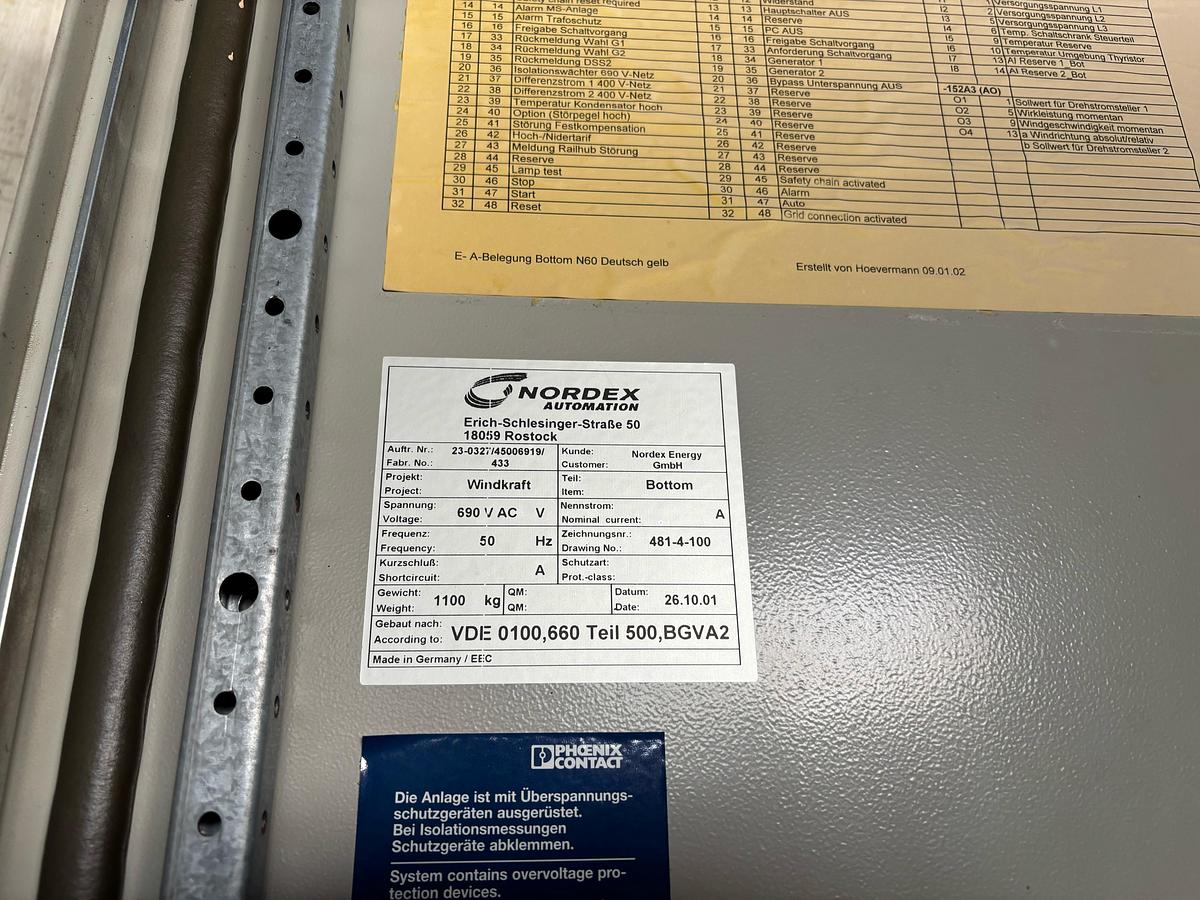 14 14 Alarm MS-Anlage
15 15 Alarm Trafoschutz
16 16 Freigabe Schaltvorgang
17 33 Rückmeldung Wahl G1
18 34 Rückmeldung Wahl G2
19 35 Rückmeldung DSS2
20 36 Isolationswächter 690 V-Netz
21 37 Differenzstrom 1 400 V-Netz
22 38 Differenzstrom 2 400 V-Netz
23 39 Temperatur Kondensator hoch
24 40 Option (Störpegel hoch)
25 41 Störung Festkompensation
26 42 Hoch-/Nidertarif
27 43 Meldung Railhub Störung
28 44 Reserve
29 45 Lamp test
30 46 Stop
31 47 Start
32 48 Reset
12 Widerstand
13 13 Hauptschalter AUS
14 14 Reserve
15 15 PC AUS
16 16 Freigabe Schaltvorgang
17 33 Anforderung Schaltvorgang
18 34 Generator 1
19 35 Generator 2
20 36 Bypass Unterspannung AUS
21 37 Reserve
22 38 Reserve
23 39 Reserve
24 40 Reserve
25 41 Reserve
26 42 Reserve
27 43 Reserve
28 44 Reserve
29 45 Safety chain activated
30 46 Alarm
31 47 Auto
32 48 Grid connection activated
1 Versorgungsspannung L1
I2 2 Versorgungsspannung L2
I3 5 Versorgungsspannung L3
I4 6 Temp. Schaltschrank Steuerteil
I5 9 Temperatur Reserve
I6 10 Temperatur Umgebung Thyristor
I7 13 AI Reserve 1_Bot
I8 14 AI Reserve 2_Bot
-152A3 (AO)
O1 1 Sollwert für Drehstromsteller 1
O2 5 Wirkleistung momentan
O3 9 Windgeschwindigkeit momentan
O4 13 a Windrichtung absolut/relativ
b Sollwert für Drehstromsteller 2
E- A-Belegung Bottom N60 Deutsch gelb
Erstellt von Hoevermann 09.01.02
NORDEX
AUTOMATION
Erich-Schlesinger-Straße 50
18059 Rostock
Auftr. Nr.: 23-0327/45006919/
Fabr. No.: 433
Kunde: Nordex Energy
Customer: GmbH
Projekt:
Project: Windkraft
Teil:
Item: Bottom
Spannung:
Voltage: 690 V AC V
Nennstrom:
Nominal current: A
Frequenz:
Frequency: 50 Hz
Zeichnungsnr.:
Drawing No.: 481-4-100
Kurzschluß:
Shortcircuit: A
Schutzart:
Prot.-class:
Gewicht:
Weight: 1100 kg
QM:
QM:
Datum:
Date: 26.10.01
Gebaut nach:
According to: VDE 0100,660 Teil 500,BGVA2
Made in Germany / EEC
PHŒNIX
CONTACT
Die Anlage ist mit Überspannungs-
schutzgeräten ausgerüstet.
Bei Isolationsmessungen
Schutzgeräte abklemmen.
System contains overvoltage pro-
tection devices.